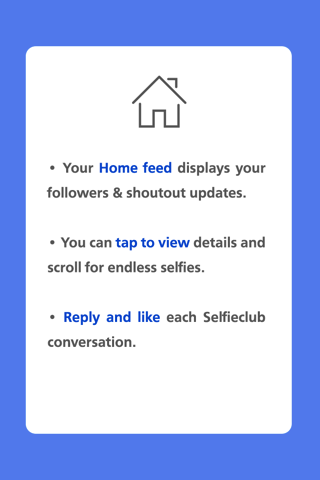 • Your Home feed displays your
followers & shoutout updates.
• You can tap to view details and
scroll for endless selfies.
• Reply and like each Selfieclub
conversation.